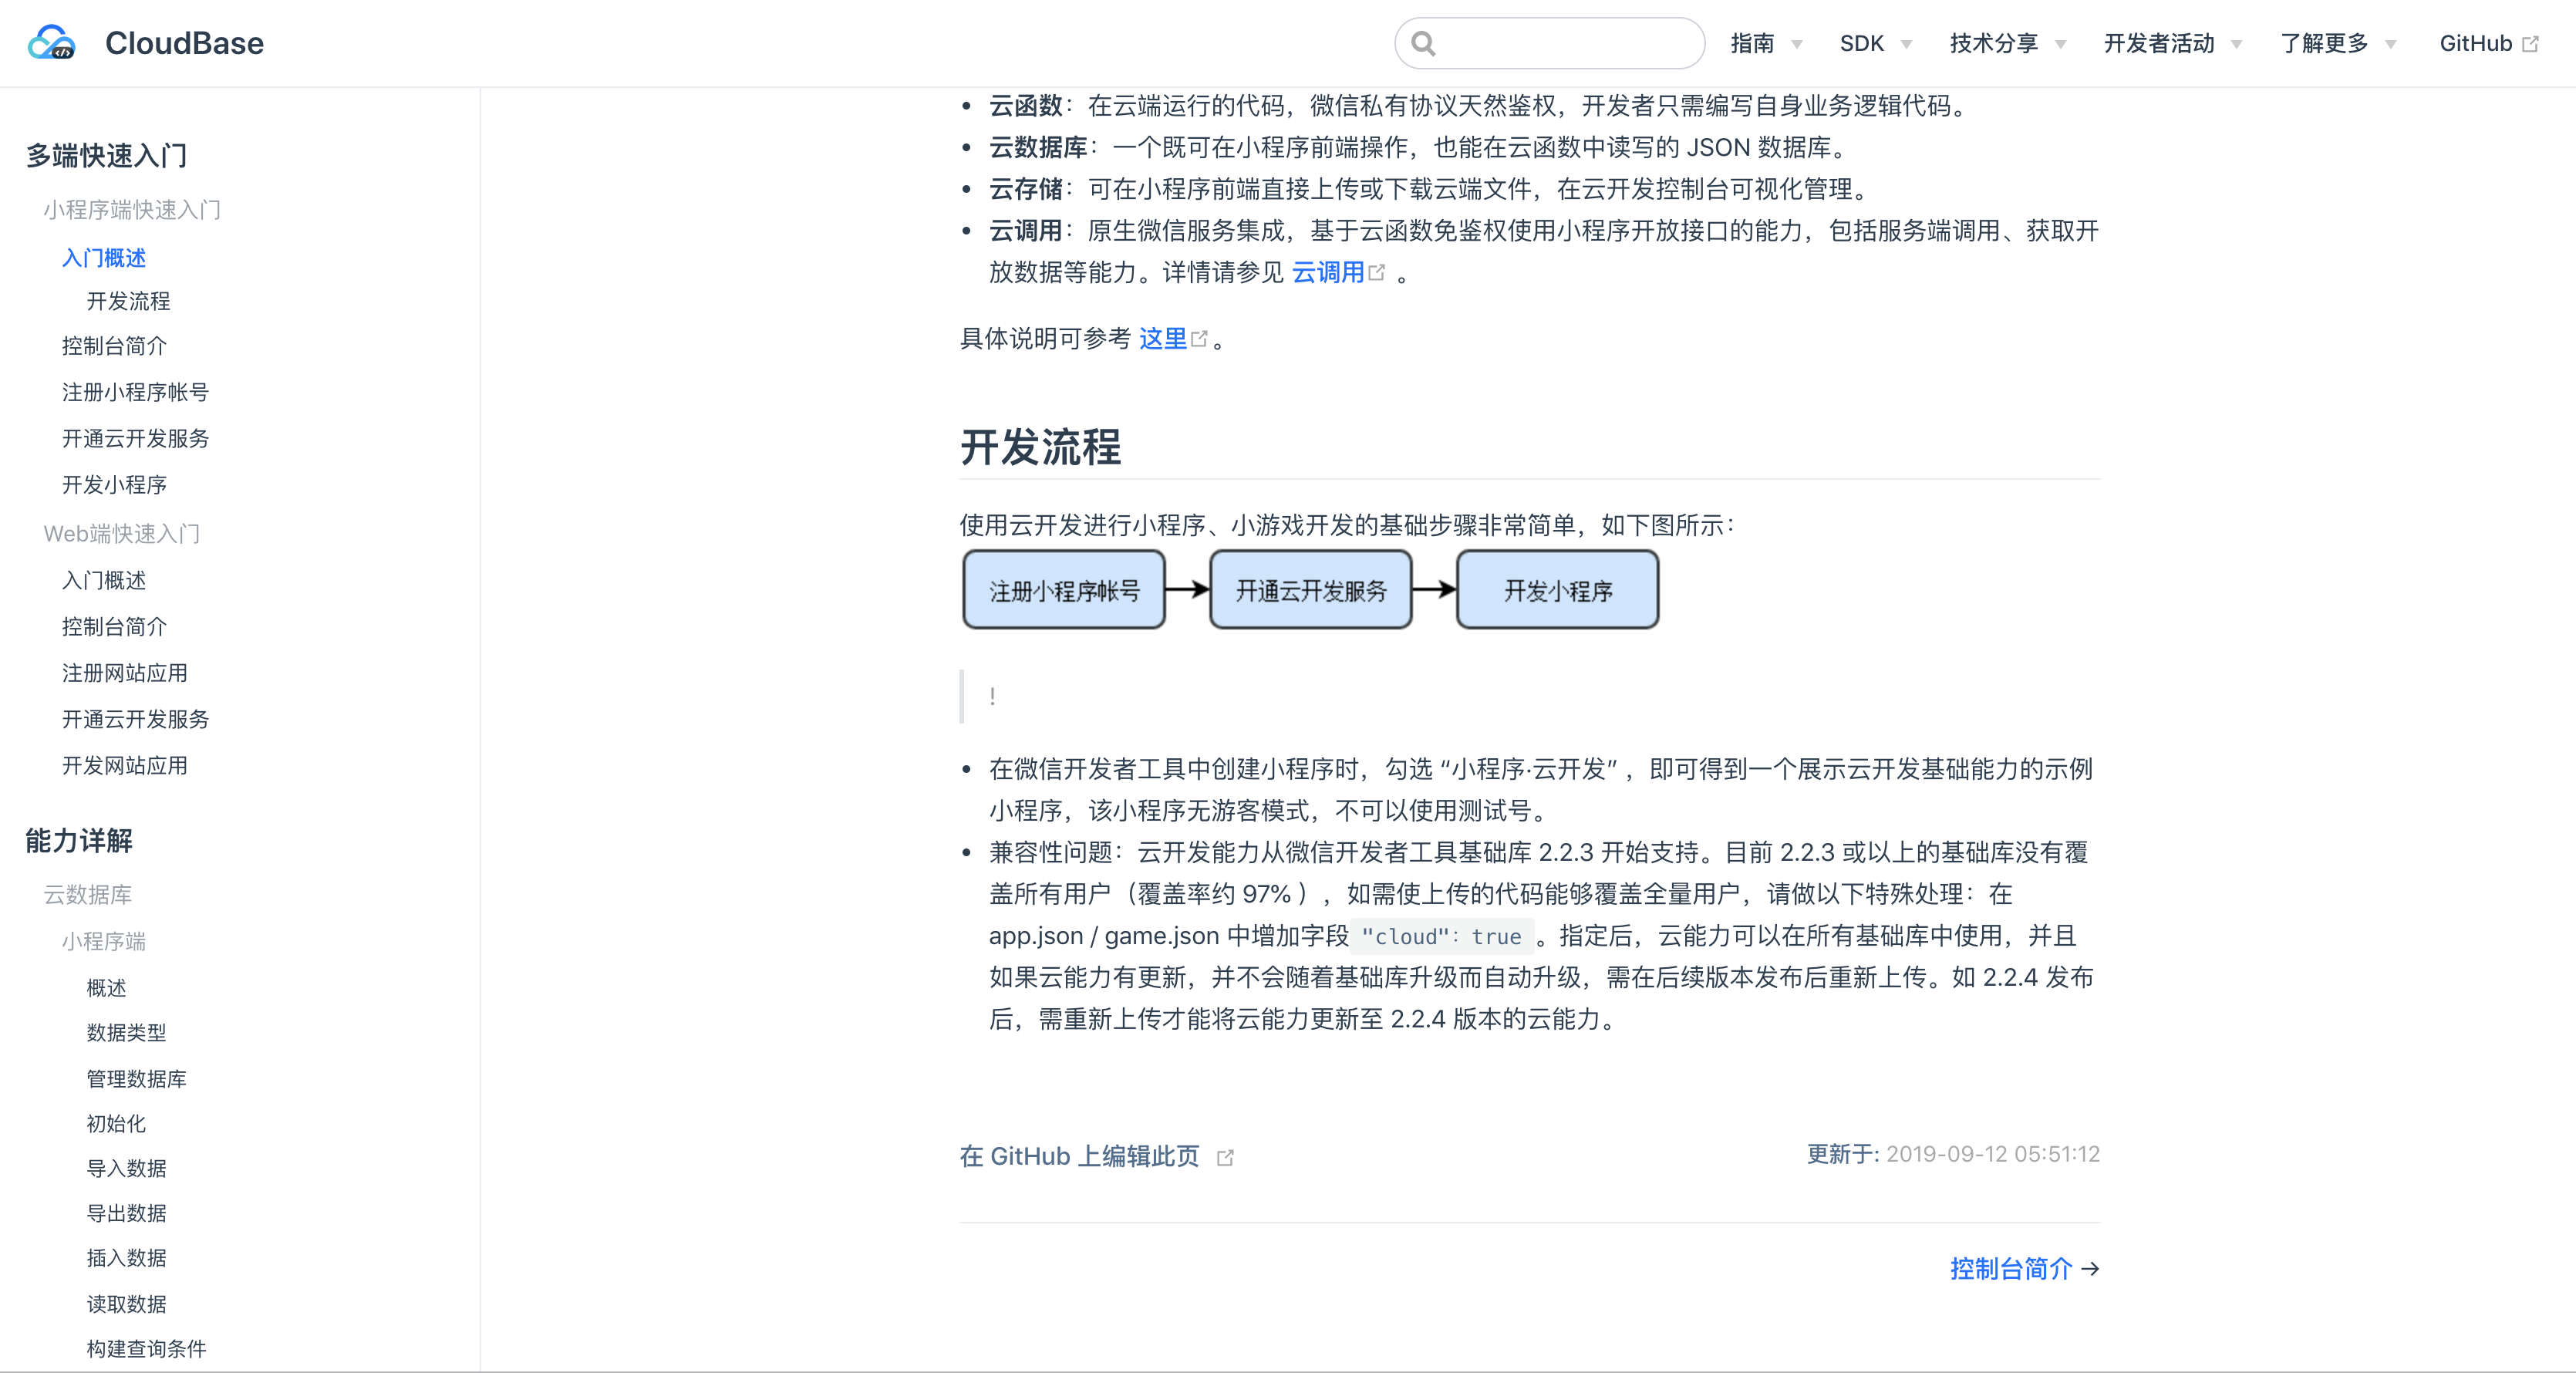 CloudBase
指南
SDK
技术分享
开发者活动
了解更多
GitHub
多端快速入门
小程序端快速入门
入门概述
开发流程
控制台简介
注册小程序帐号
开通云开发服务
开发小程序
Web端快速入门
入门概述
控制台简介
注册网站应用
开通云开发服务
开发网站应用
能力详解
云数据库
小程序端
概述
数据类型
管理数据库
初始化
导入数据
导出数据
插入数据
读取数据
构建查询条件
• 云函数：在云端运行的代码，微信私有协议天然鉴权，开发者只需编写自身业务逻辑代码。
• 云数据库：一个既可在小程序前端操作，也能在云函数中读写的 JSON 数据库。
• 云存储：可在小程序前端直接上传或下载云端文件，在云开发控制台可视化管理。
• 云调用：原生微信服务集成，基于云函数免鉴权使用小程序开放接口的能力，包括服务端调用、获取开
放数据等能力。详情请参见 云调用 。
具体说明可参考 这里 。
开发流程
使用云开发进行小程序、小游戏开发的基础步骤非常简单，如下图所示：
注册小程序帐号
开通云开发服务
开发小程序
!
• 在微信开发者工具中创建小程序时，勾选 “小程序·云开发” ，即可得到一个展示云开发基础能力的示例
小程序，该小程序无游客模式，不可以使用测试号。
• 兼容性问题：云开发能力从微信开发者工具基础库 2.2.3 开始支持。目前 2.2.3 或以上的基础库没有覆
盖所有用户（覆盖率约 97% ），如需使上传的代码能够覆盖全量用户，请做以下特殊处理：在
app.json / game.json 中增加字段 "cloud": true 。指定后，云能力可以在所有基础库中使用，并且
如果云能力有更新，并不会随着基础库升级而自动升级，需在后续版本发布后重新上传。如 2.2.4 发布
后，需重新上传才能将云能力更新至 2.2.4 版本的云能力。
在 GitHub 上编辑此页
更新于: 2019-09-12 05:51:12
控制台简介 →